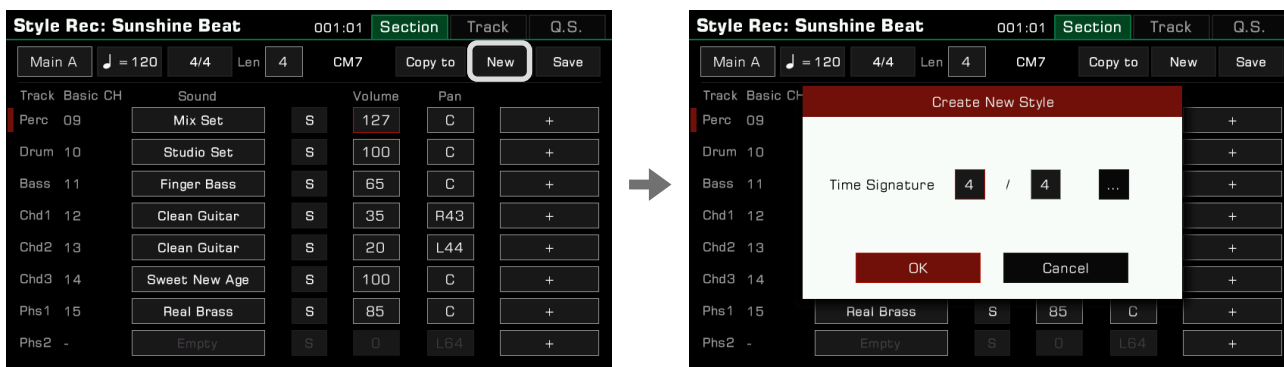 Style Rec: Sunshine Beat 001:01 Section Track Q.S.
Main A ♩ = 120 4/4 Len 4 CM7 Copy to New Save
Track Basic CH Sound Volume Pan
Perc 09 Mix Set S 127 C +
Drum 10 Studio Set S 100 C +
Bass 11 Finger Bass S 65 C +
Chd1 12 Clean Guitar S 35 R43 +
Chd2 13 Clean Guitar S 20 L44 +
Chd3 14 Sweet New Age S 100 C +
Phs1 15 Real Brass S 85 C +
Phs2 - Empty S 0 L64 +
Style Rec: Sunshine Beat 001:01 Section Track Q.S.
Main A ♩ = 120 4/4 Len 4 CM7 Copy to New Save
Track Basic CH
Create New Style
Perc 09 +
Drum 10 +
Bass 11 +
Time Signature 4 / 4 ...
Chd1 12 +
Chd2 13 +
OK Cancel
Chd3 14 +
Phs1 15 Real Brass S 85 C +
Phs2 - Empty S 0 L64 +